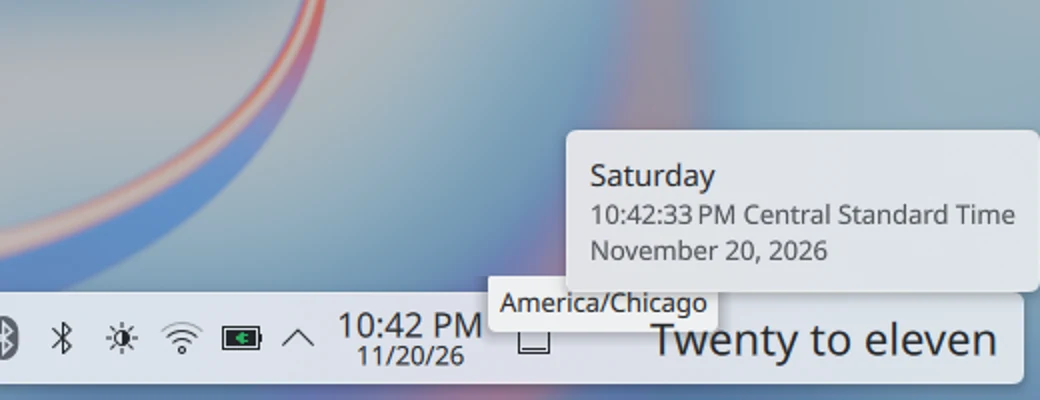 Saturday
10:42:33 PM Central Standard Time
November 20, 2026
America/Chicago
10:42 PM
11/20/26
Twenty to eleven